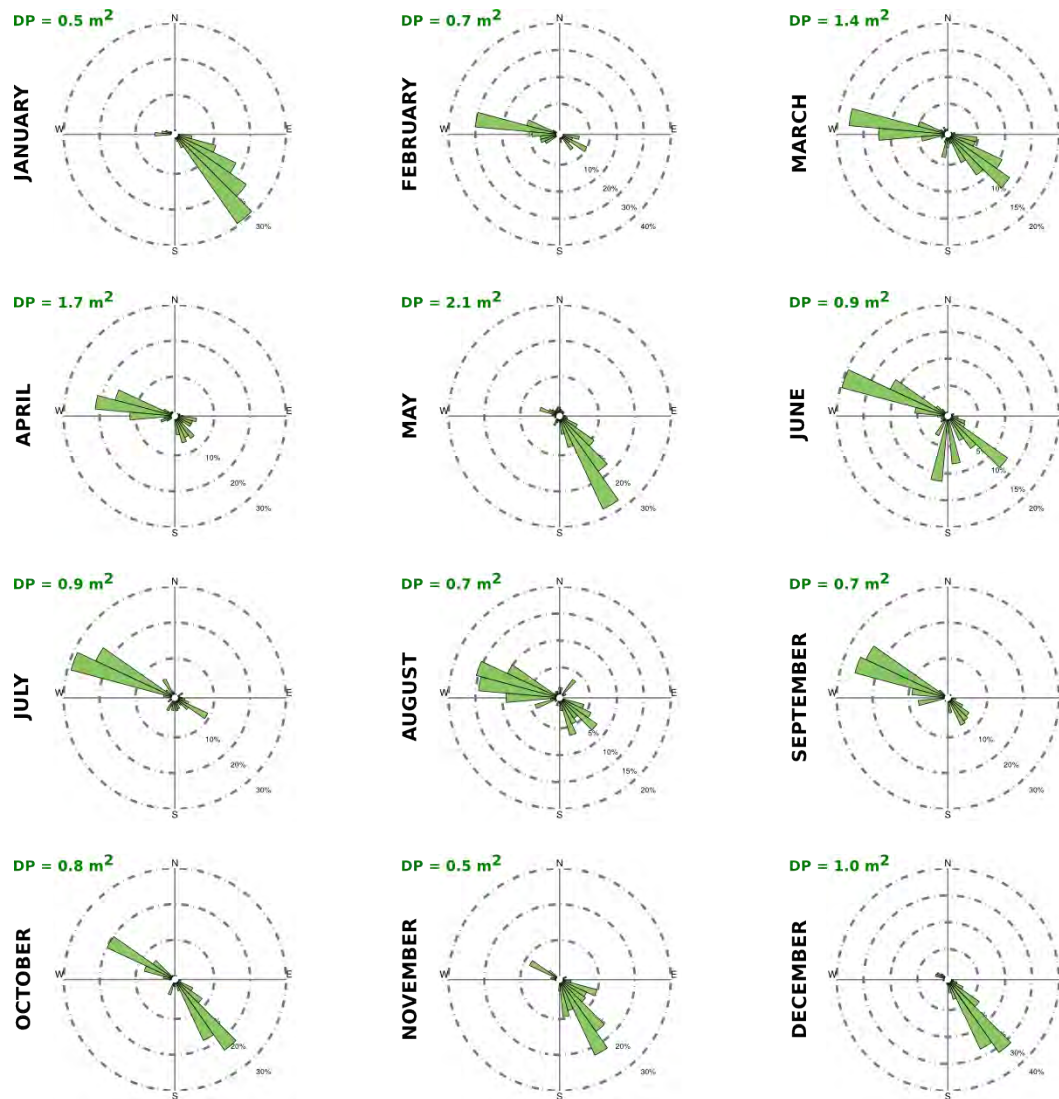 DP = 0.5 m²
N
W
E
S
30%
JANUARY
DP = 0.7 m²
N
W
E
S
10%
20%
30%
40%
FEBRUARY
DP = 1.4 m²
N
W
E
S
10%
15%
20%
MARCH
DP = 1.7 m²
N
W
E
S
10%
20%
30%
APRIL
DP = 2.1 m²
N
W
E
S
20%
30%
MAY
DP = 0.9 m²
N
W
E
S
10%
15%
20%
JUNE
DP = 0.9 m²
N
W
E
S
10%
20%
30%
JULY
DP = 0.7 m²
N
W
E
S
5%
10%
15%
20%
AUGUST
DP = 0.7 m²
N
W
E
S
10%
20%
30%
SEPTEMBER
DP = 0.8 m²
N
W
E
S
20%
30%
OCTOBER
DP = 0.5 m²
N
W
E
S
20%
30%
NOVEMBER
DP = 1.0 m²
N
W
E
S
30%
40%
DECEMBER